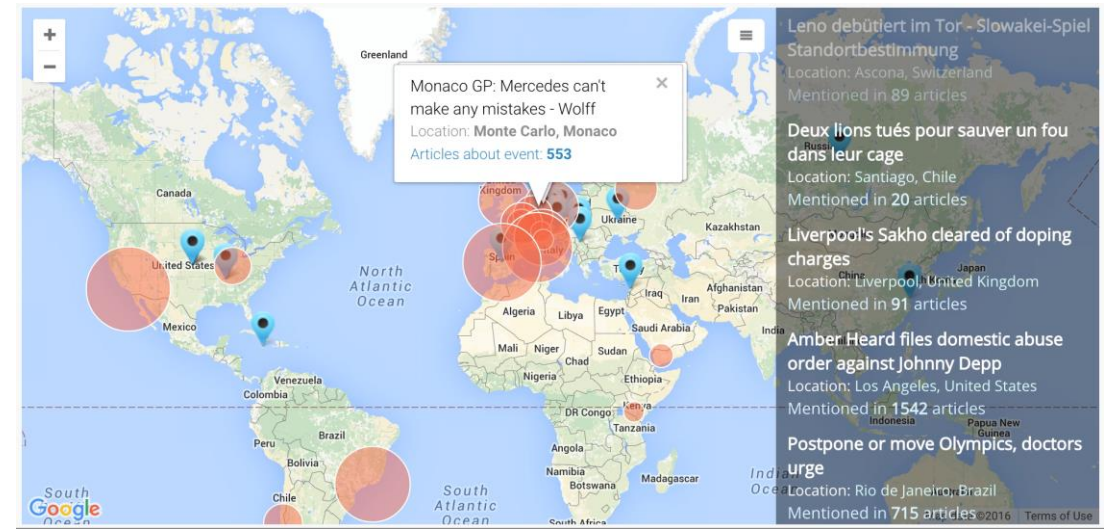 +
−
Greenland
Canada
United States
Mexico
North
Atlantic
Ocean
Venezuela
Colombia
Peru
Brazil
Bolivia
Chile
South
Google
South
Atlantic
Ocean
Monaco GP: Mercedes can't
make any mistakes - Wolff
Location: Monte Carlo, Monaco
Articles about event: 553
×
Kingdom
Ukraine
Kazakhstan
Spain
Italy
Iraq
Iran
Afghanistan
Pakistan
Algeria
Libya
Egypt
Saudi Arabia
India
Mali
Niger
Chad
Sudan
Nigeria
Ethiopia
DR Congo
Kenya
Tanzania
Angola
Namibia
Botswana
Madagascar
South Africa
Leno debütiert im Tor - Slowakei-Spiel
Standortbestimmung
Location: Ascona, Switzerland
Mentioned in 89 articles
Deux lions tués pour sauver un fou
dans leur cage
Location: Santiago, Chile
Mentioned in 20 articles
Liverpool's Sakho cleared of doping
charges
Location: Liverpool, United Kingdom
Mentioned in 91 articles
Amber Heard files domestic abuse
order against Johnny Depp
Location: Los Angeles, United States
Mentioned in 1542 articles
Postpone or move Olympics, doctors
urge
Location: Rio de Janeiro, Brazil
Mentioned in 715 articles
Russia
China
Japan
Indonesia
Papua New
Guinea
©2016
Terms of Use